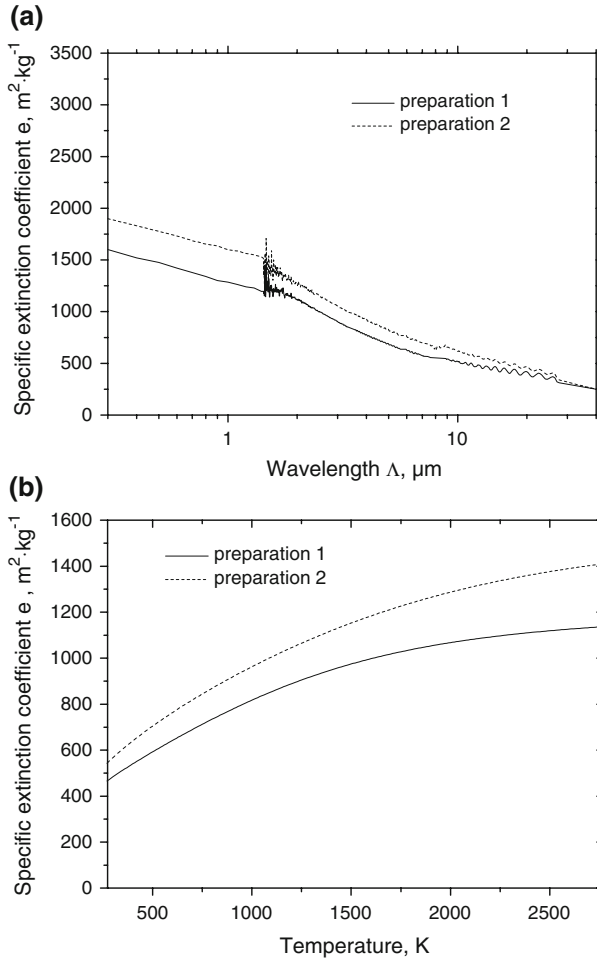 (a)
3500
3000
2500
2000
1500
1000
500
0
Specific extinction coefficient e, m²·kg⁻¹
preparation 1
preparation 2
1
10
Wavelength Λ, µm
(b)
1600
1400
1200
1000
800
600
400
200
0
Specific extinction coefficient e , m²·kg⁻¹
preparation 1
preparation 2
500
1000
1500
2000
2500
Temperature, K